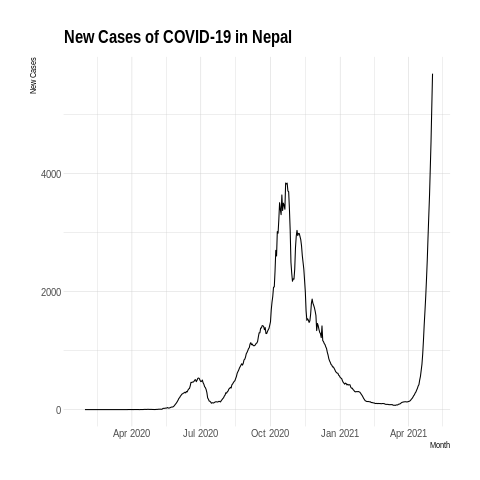 New Cases of COVID-19 in Nepal
New Cases
4000
2000
0
Apr 2020 Jul 2020 Oct 2020 Jan 2021 Apr 2021
Month